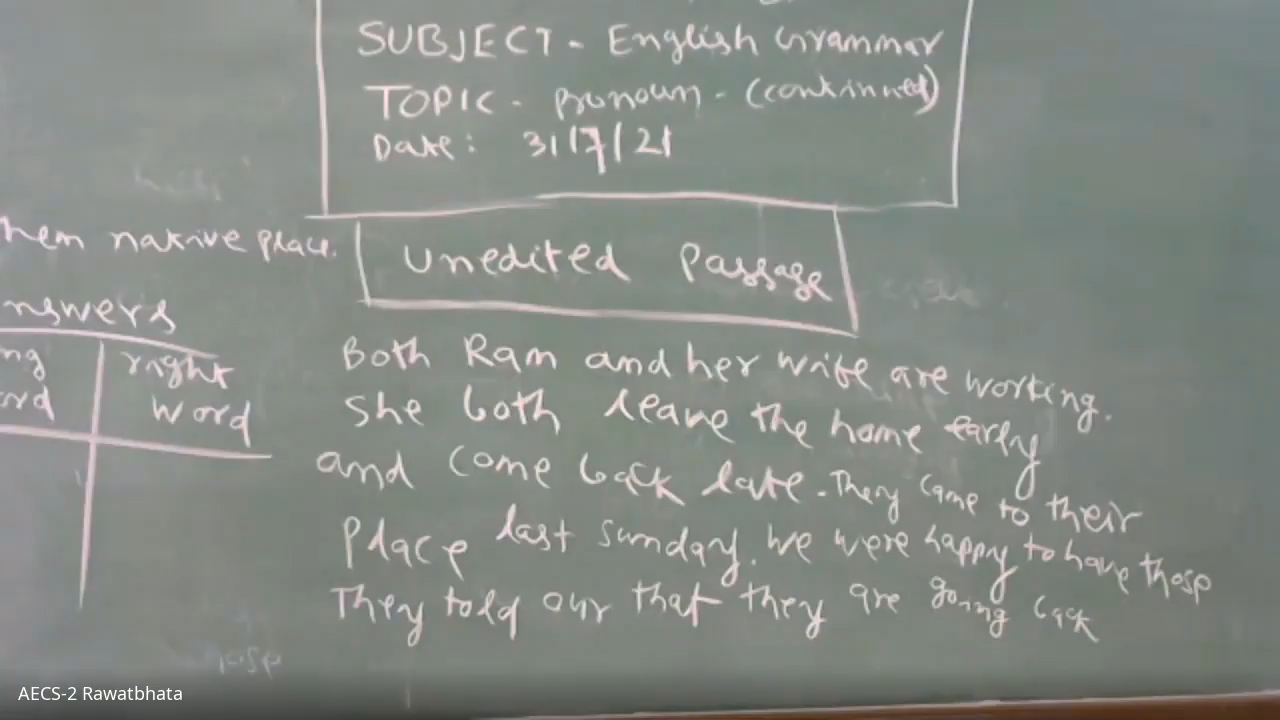 SUBJECT - English Grammar
TOPIC - Pronoun - (continued)
Date: 31/7/21
them native place.
Unedited Passage
nswers
ng right
ord word
Both Ram and her wife are working.
She both leave the home early
and come back late. They came to their
place last sunday. We were happy to have those
They told our that they are going back
AECS-2 Rawatbhata